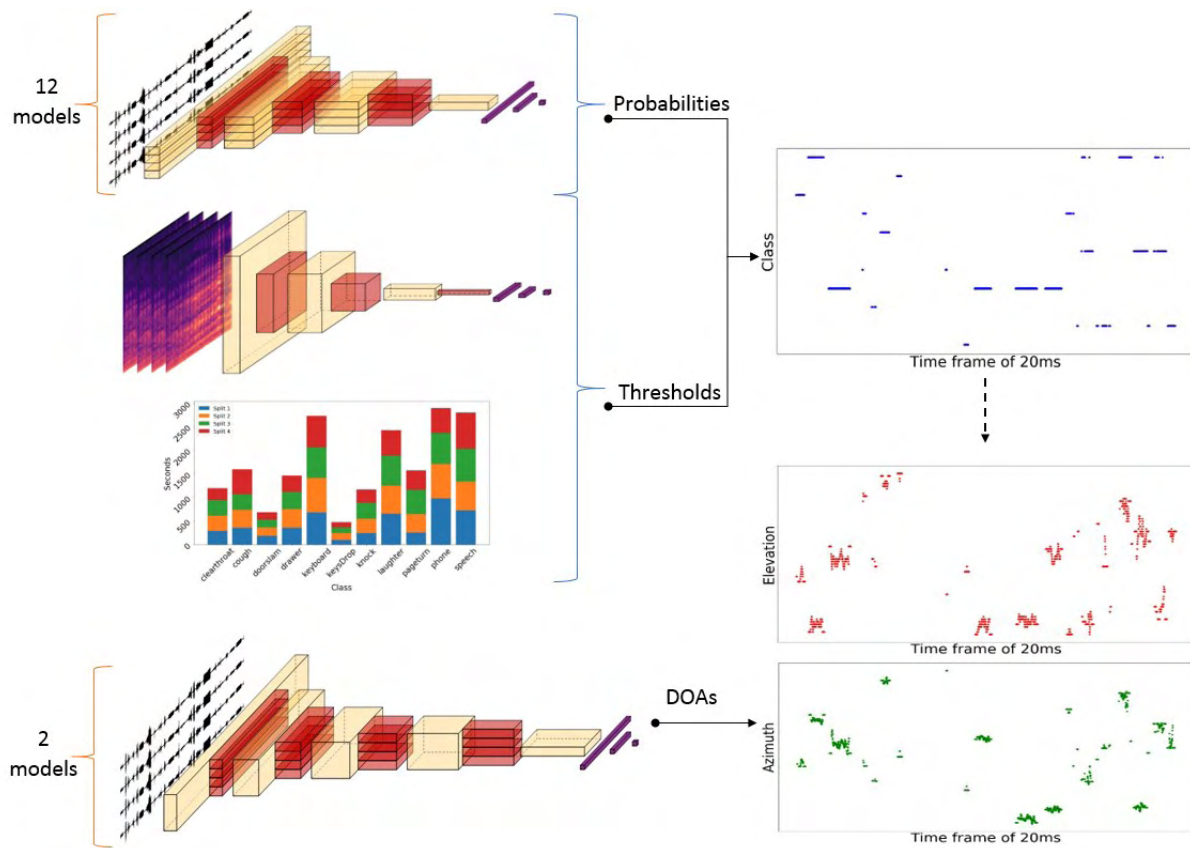 12
models
Probabilities
Class
Time frame of 20ms
Thresholds
Split 1
Split 2
Split 3
Split 4
Seconds
3000
2500
2000
1500
1000
500
0
clearthroat
cough
doorslam
drawer
keyboard
keysDrop
knock
laughter
pageturn
phone
speech
Class
Elevation
Time frame of 20ms
2
models
DOAs
Azimuth
Time frame of 20ms